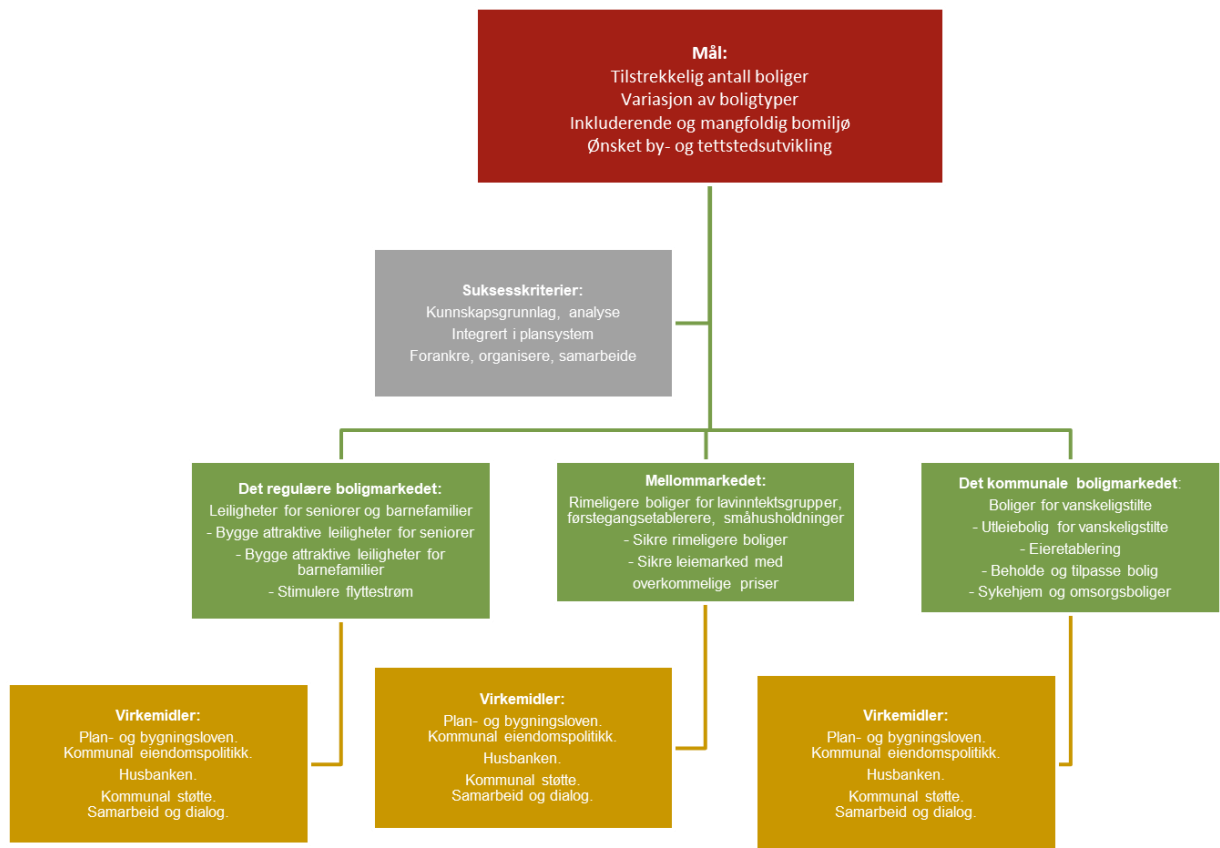 Mål:
Tilstrekkelig antall boliger
Variasjon av boligtyper
Inkluderende og mangfoldig bomiljø
Ønsket by- og tettstedsutvikling
Suksesskriterier:
Kunnskapsgrunnlag, analyse
Integrert i plansystem
Forankre, organisere, samarbeide
Det regulære boligmarkedet:
Leiligheter for seniorer og barnefamilier
- Bygge attraktive leiligheter for seniorer
- Bygge attraktive leiligheter for
barnefamilier
- Stimulere flyttestrøm
Mellommarkedet:
Rimeligere boliger for lavinntektsgrupper,
førstegangsetablerere, småhusholdninger
- Sikre rimeligere boliger
- Sikre leiemarked med
overkommelige priser
Det kommunale boligmarkedet:
Boliger for vanskeligstilte
- Utleiebolig for vanskeligstilte
- Eieretablering
- Beholde og tilpasse bolig
- Sykehjem og omsorgsboliger
Virkemidler:
Plan- og bygningsloven.
Kommunal eiendomspolitikk.
Husbanken.
Kommunal støtte.
Samarbeid og dialog.
Virkemidler:
Plan- og bygningsloven.
Kommunal eiendomspolitikk.
Husbanken.
Kommunal støtte.
Samarbeid og dialog.
Virkemidler:
Plan- og bygningsloven.
Kommunal eiendomspolitikk.
Husbanken.
Kommunal støtte.
Samarbeid og dialog.